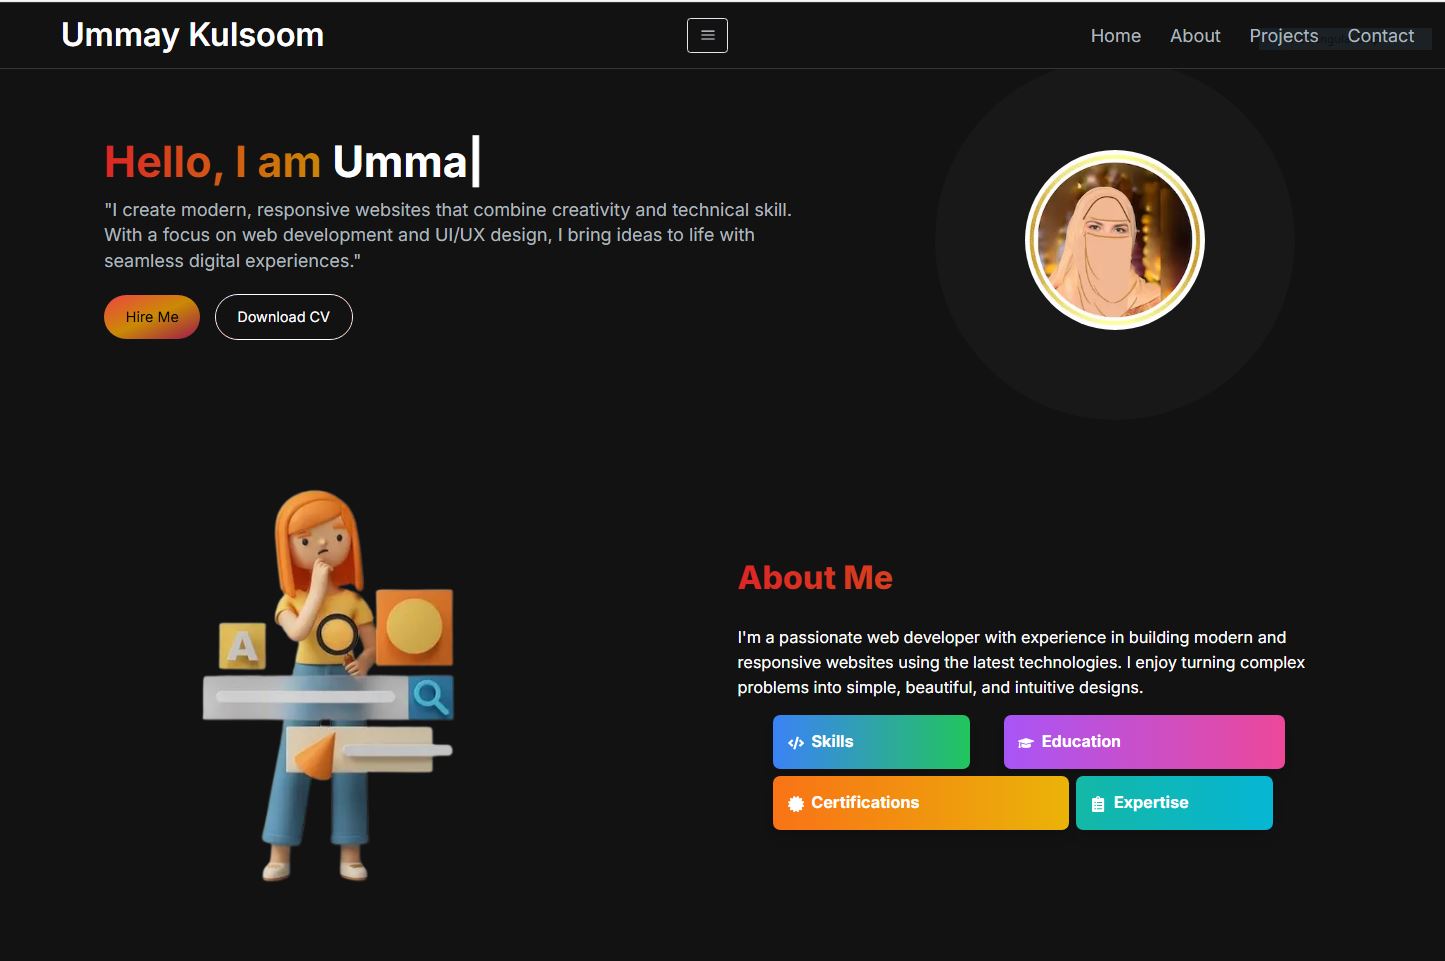 Ummay Kulsoom
Home About Projects Contact
Hello, I am Umma|
"I create modern, responsive websites that combine creativity and technical skill.
With a focus on web development and UI/UX design, I bring ideas to life with
seamless digital experiences."
Hire Me Download CV
A
About Me
I'm a passionate web developer with experience in building modern and
responsive websites using the latest technologies. I enjoy turning complex
problems into simple, beautiful, and intuitive designs.
Skills Education
Certifications Expertise